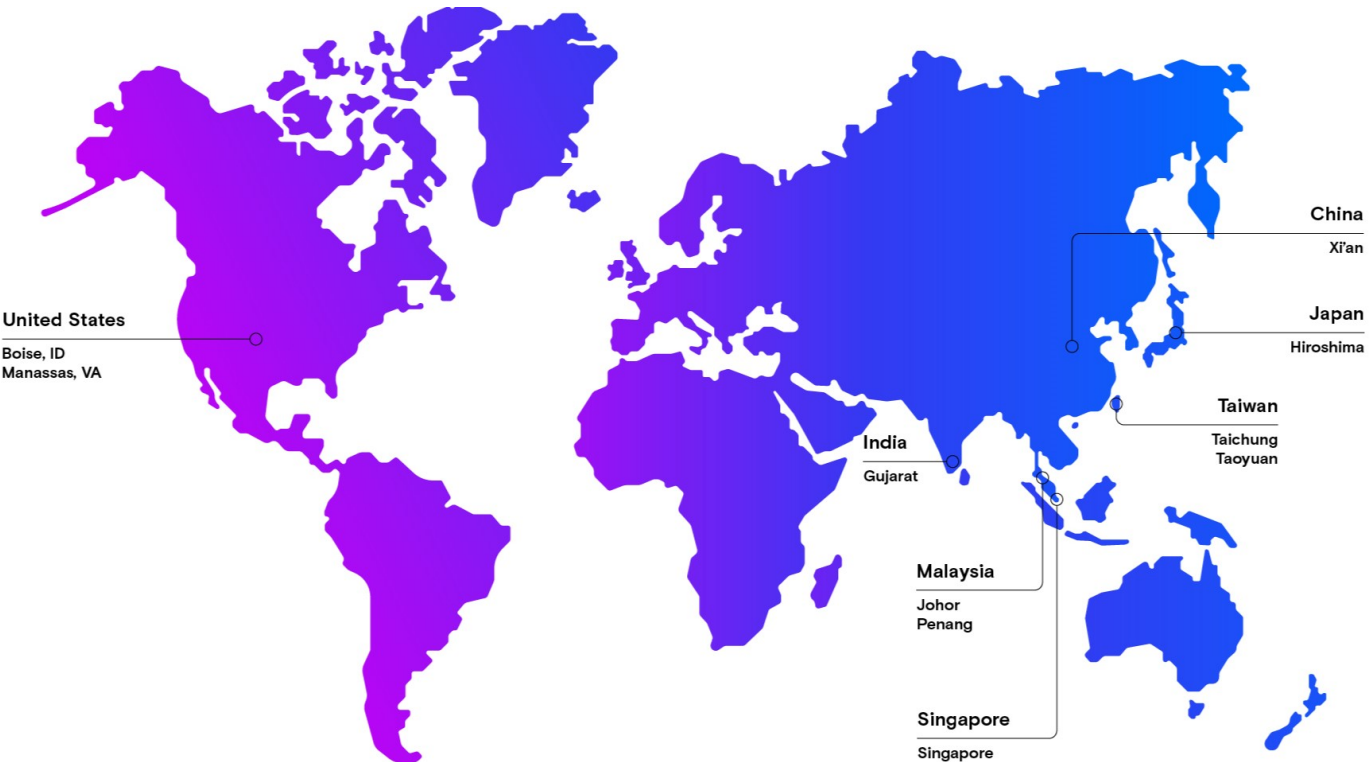 China
Xi'an
United States
Boise, ID
Manassas, VA
Japan
Hiroshima
Taiwan
Taichung
Taoyuan
India
Gujarat
Malaysia
Johor
Penang
Singapore
Singapore